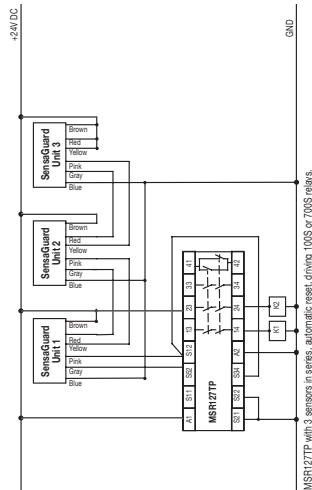 +24V DC
SensaGuard
Unit 3
Brown
Red
Yellow
Pink
Gray
Blue
SensaGuard
Unit 2
Brown
Red
Yellow
Pink
Gray
Blue
SensaGuard
Unit 1
Brown
Red
Yellow
Pink
Gray
Blue
A1 S11 S52 S12 13 23 33 41
MSR127TP
S21 S22 S34 A2 14 24 34 42
K1 K2
GND
MSR127TP with 3 sensors in series, automatic reset, driving 100S or 700S relays.